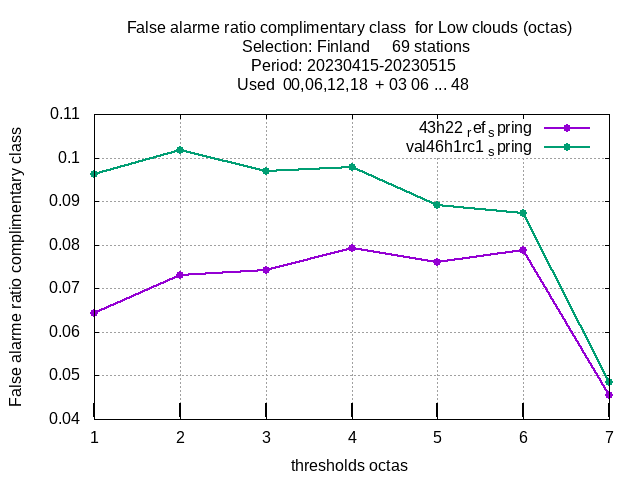 False alarme ratio complimentary class  for Low clouds (octas)
Selection: Finland     69 stations
Period: 20230415-20230515
Used  00,06,12,18  + 03 06 ... 48
False alarme ratio complimentary class
0.11
0.1
0.09
0.08
0.07
0.06
0.05
0.04
43h22 ref spring
val46h1rc1 spring
1 2 3 4 5 6 7
thresholds octas